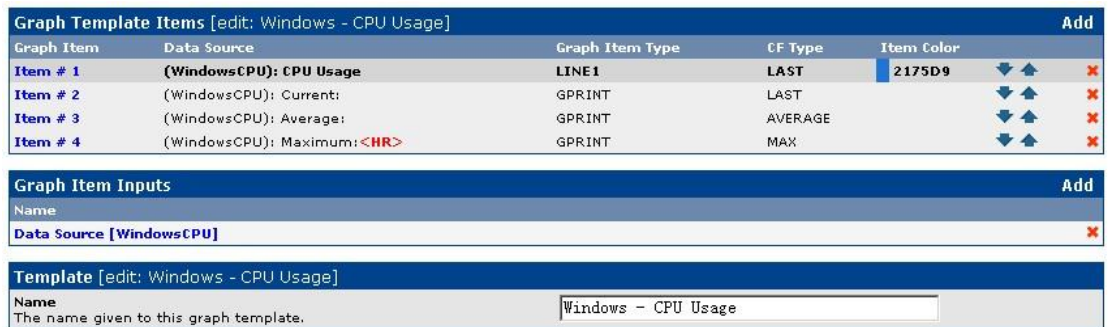 Graph Template Items [edit: Windows - CPU Usage] Add
Graph Item Data Source Graph Item Type CF Type Item Color
Item # 1 (WindowsCPU): CPU Usage LINE1 LAST 2175D9
Item # 2 (WindowsCPU): Current: GPRINT LAST
Item # 3 (WindowsCPU): Average: GPRINT AVERAGE
Item # 4 (WindowsCPU): Maximum:<HR> GPRINT MAX
Graph Item Inputs Add
Name
Data Source [WindowsCPU]
Template [edit: Windows - CPU Usage]
Name Windows - CPU Usage
The name given to this graph template.